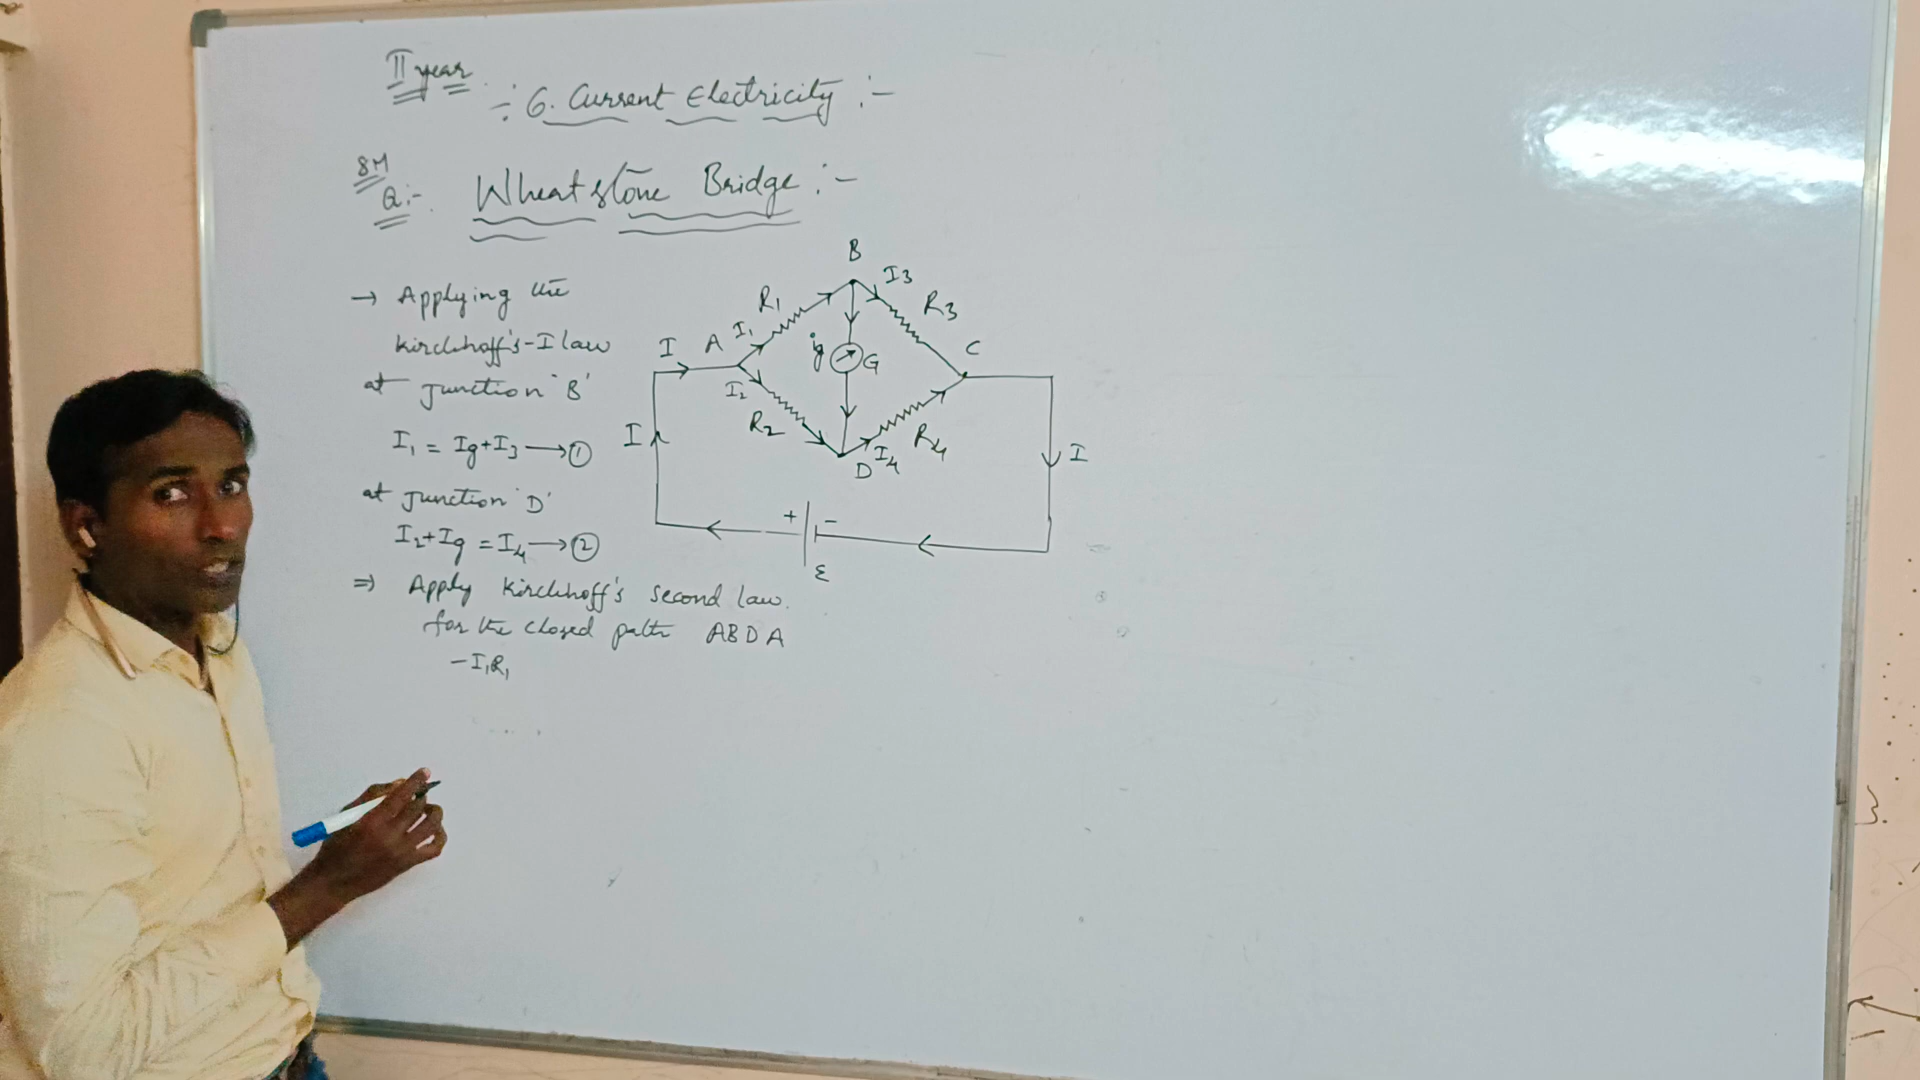 II year
-: 6. Current Electricity :-
8M
Q:- Wheatstone Bridge :-
→ Applying the
Kirchhoff's-I law
at Junction 'B'
I₁ = Ig+I₃ ⟶ ①
at Junction 'D'
I₂+Ig = I₄ ⟶ ②
⇒ Apply Kirchhoff's second law.
for the closed path ABDA
-I₁R₁
B
I₃
R₁
R₃
I₁
I
A
ig
G
C
I₂
R₂
I
D
I₄
R₄
I
+
-
ε